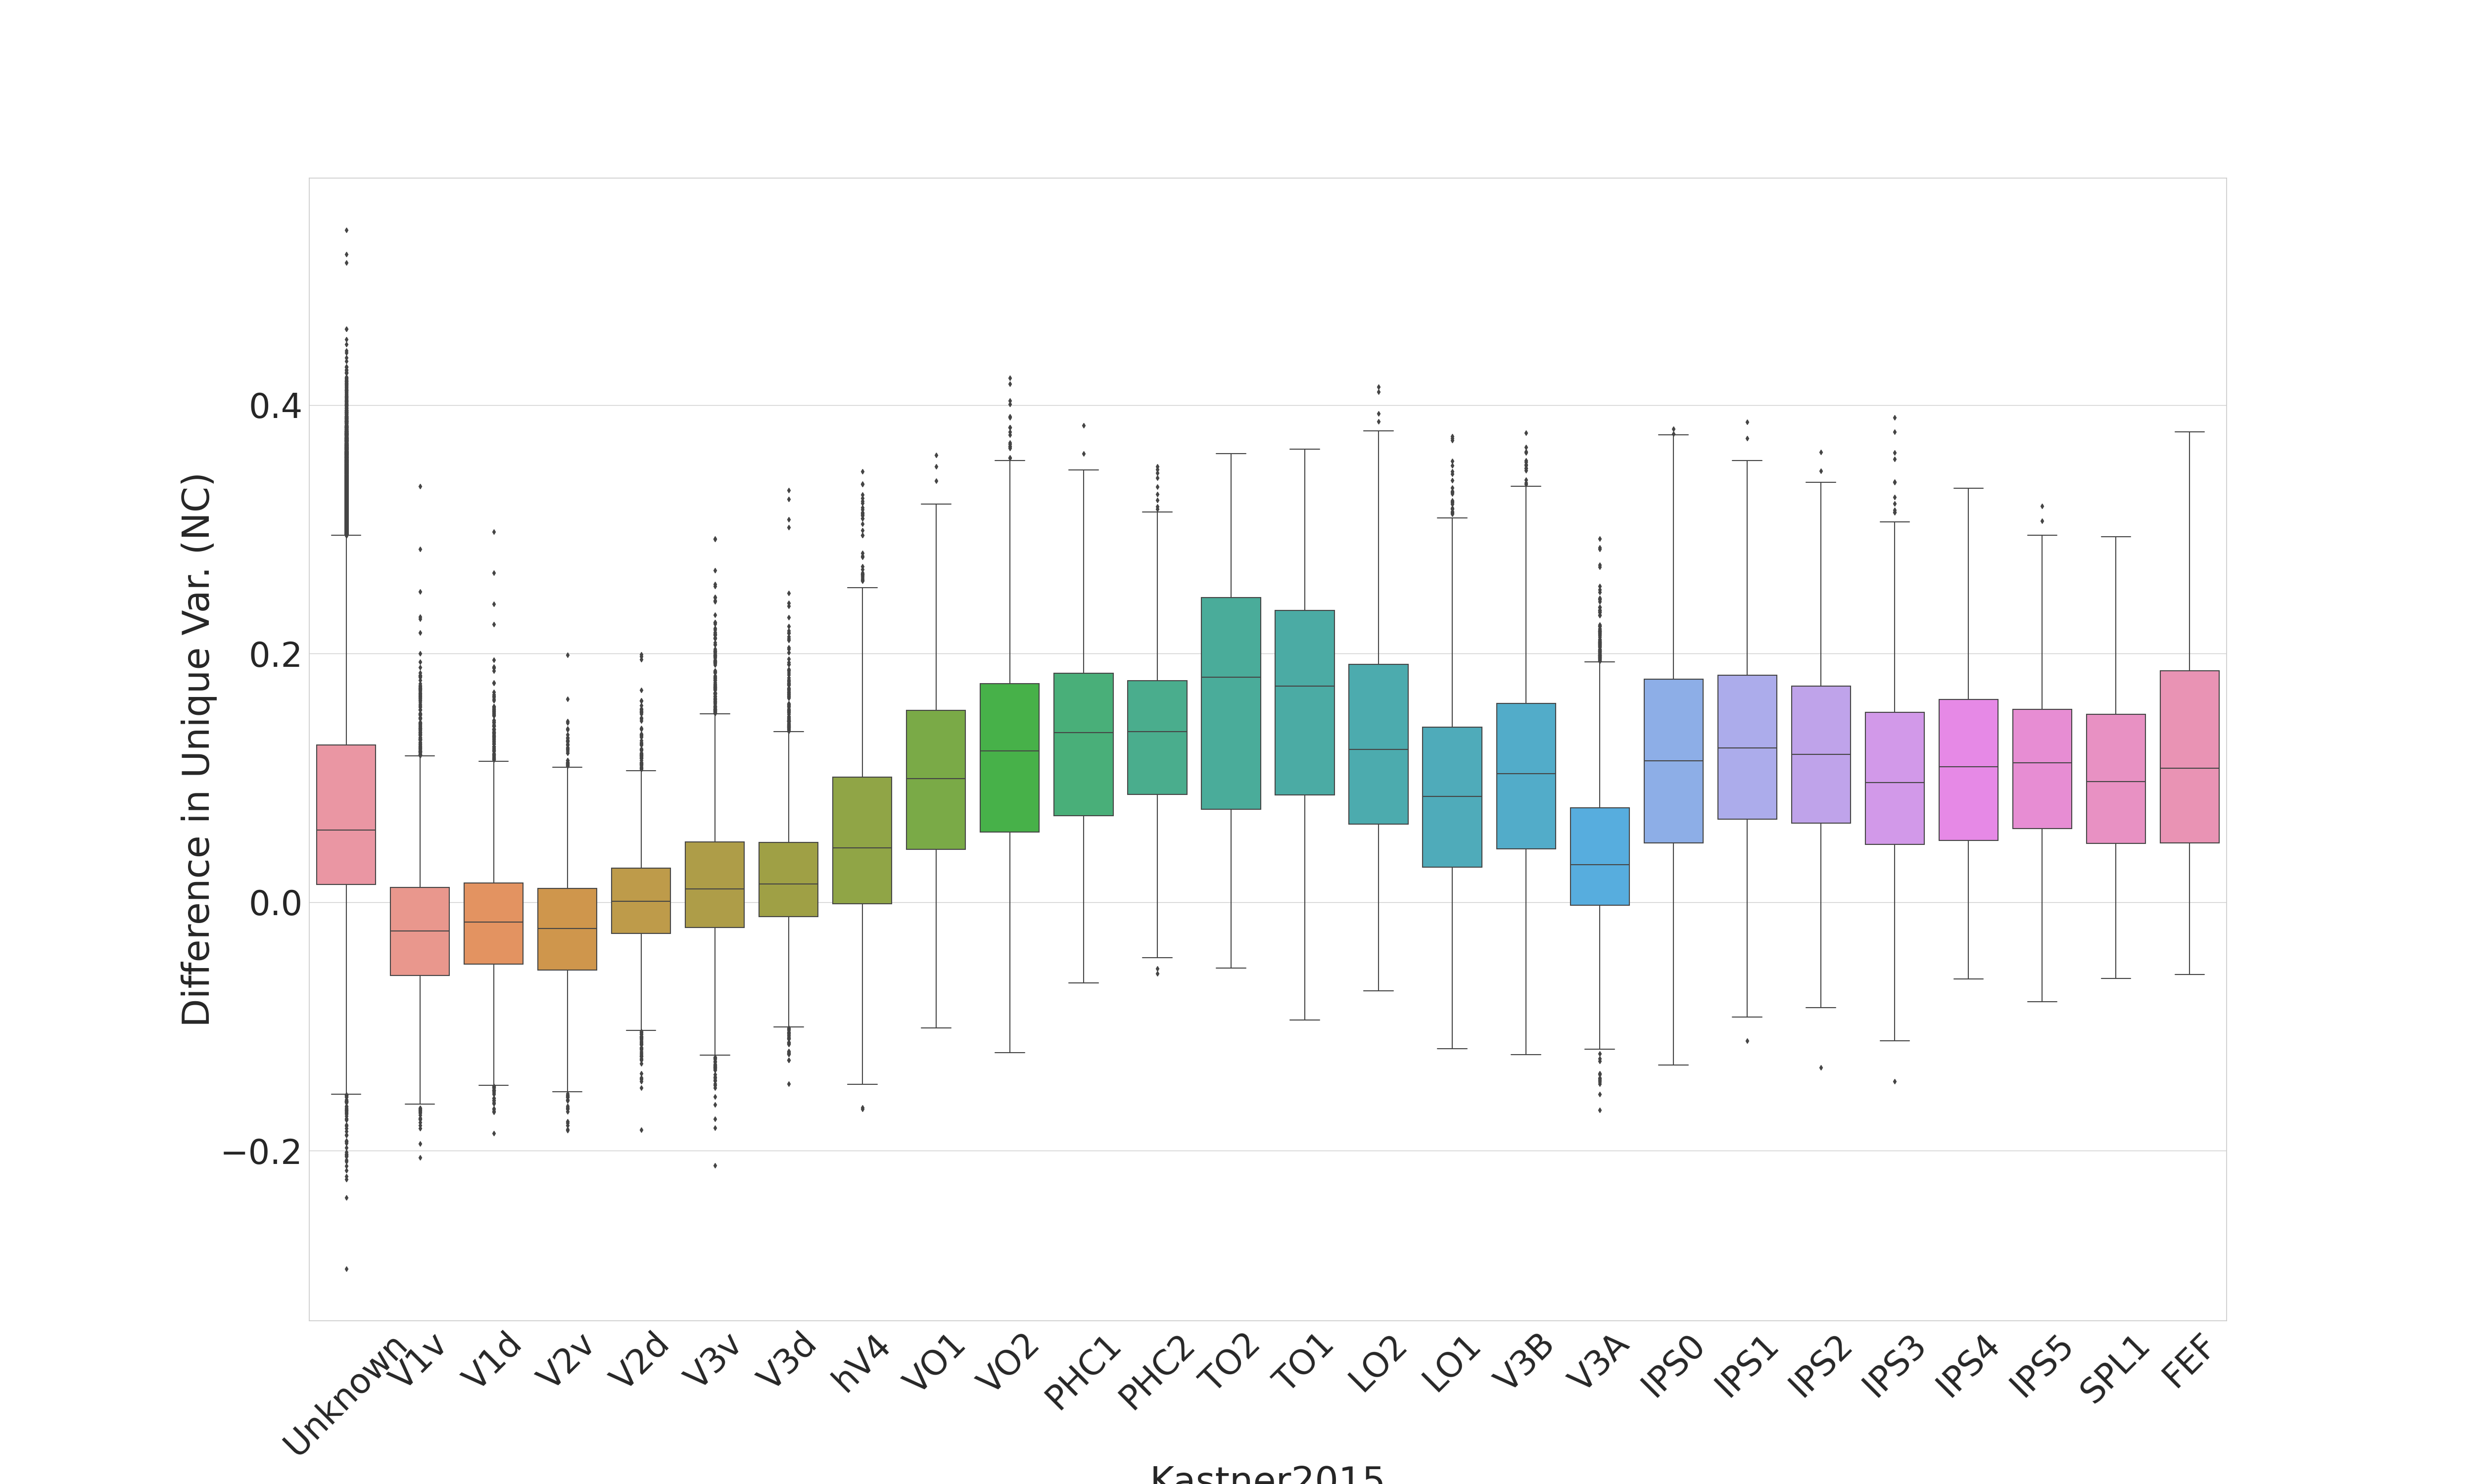 Difference in Unique Var. (NC)
0.4
0.2
0.0
−0.2
Unknown
V1v
V1d
V2v
V2d
V3v
V3d
hV4
VO1
VO2
PHC1
PHC2
TO2
TO1
LO2
LO1
V3B
V3A
IPS0
IPS1
IPS2
IPS3
IPS4
IPS5
SPL1
FEF
Kastner2015